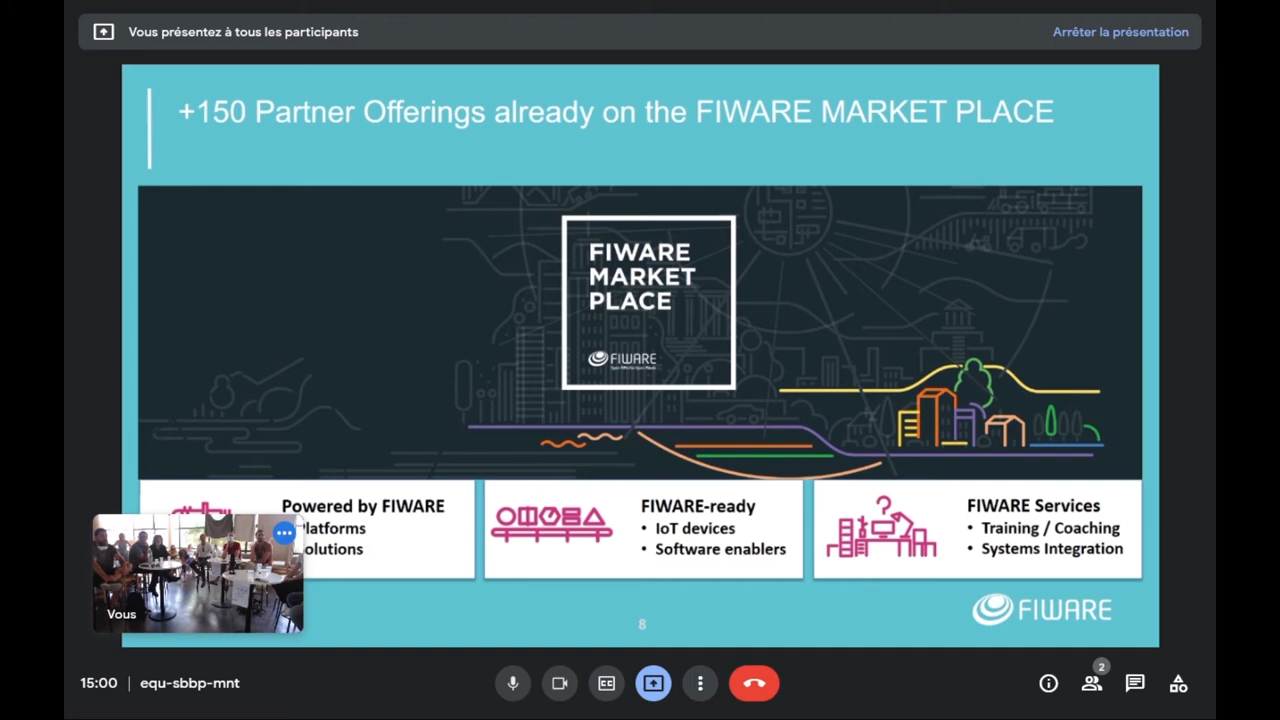 Vous présentez à tous les participants
Arrêter la présentation
+150 Partner Offerings already on the FIWARE MARKET PLACE
FIWARE
MARKET
PLACE
FIWARE
Powered by FIWARE
latforms
olutions
FIWARE-ready
• IoT devices
• Software enablers
FIWARE Services
• Training / Coaching
• Systems Integration
Vous
8
FIWARE
15:00 | equ-sbbp-mnt
CC
2